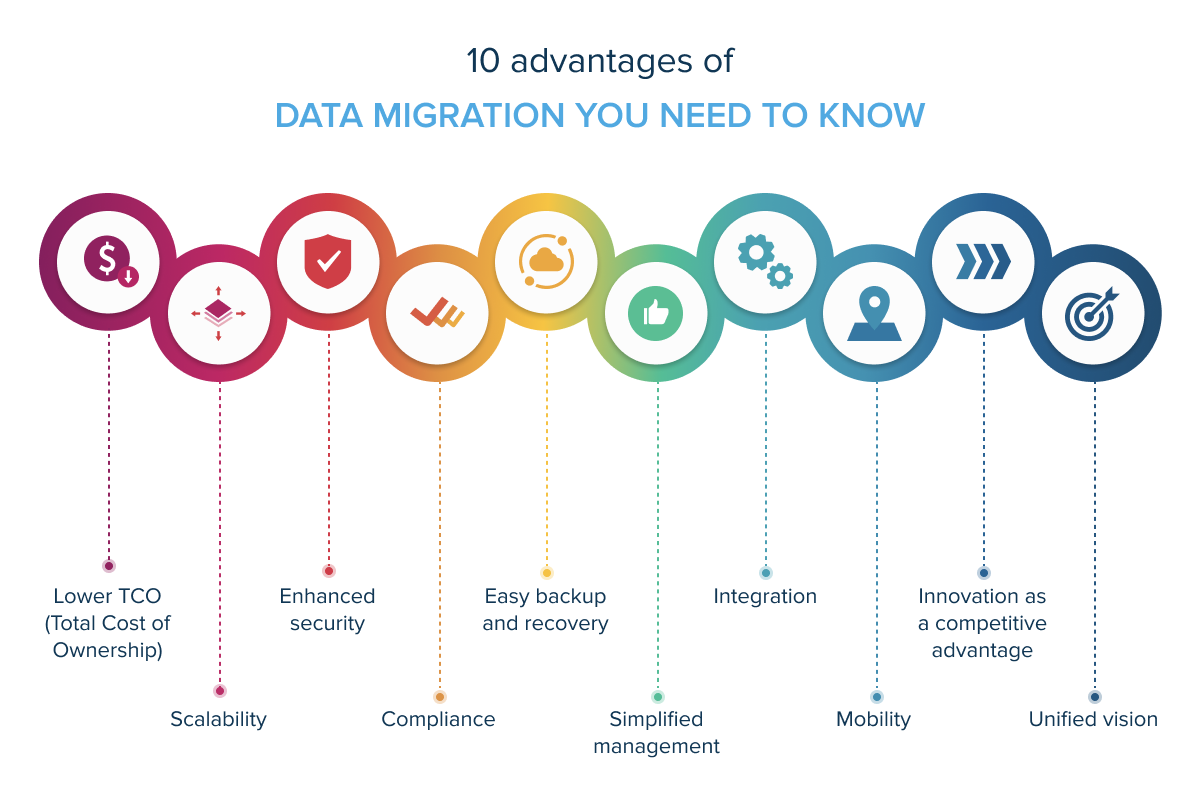 10 advantages of
DATA MIGRATION YOU NEED TO KNOW
$
Lower TCO
(Total Cost of
Ownership)
Scalability
Enhanced
security
Compliance
Easy backup
and recovery
Simplified
management
Integration
Mobility
Innovation as
a competitive
advantage
Unified vision